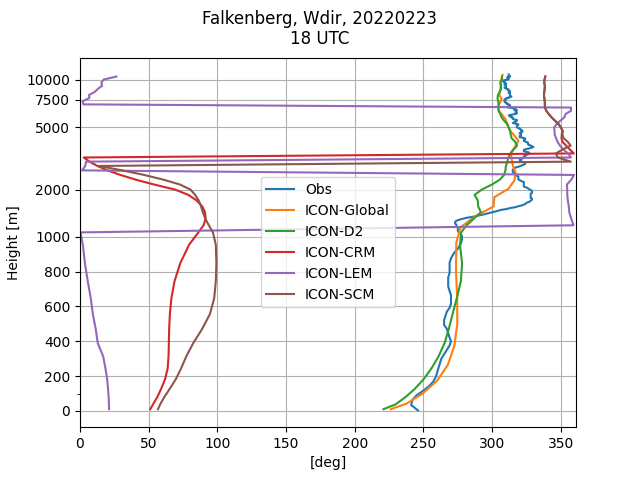 Falkenberg, Wdir, 20220223
18 UTC
Height [m]
10000
7500
5000
2000
1000
800
600
400
200
0
Obs
ICON-Global
ICON-D2
ICON-CRM
ICON-LEM
ICON-SCM
0 50 100 150 200 250 300 350
[deg]